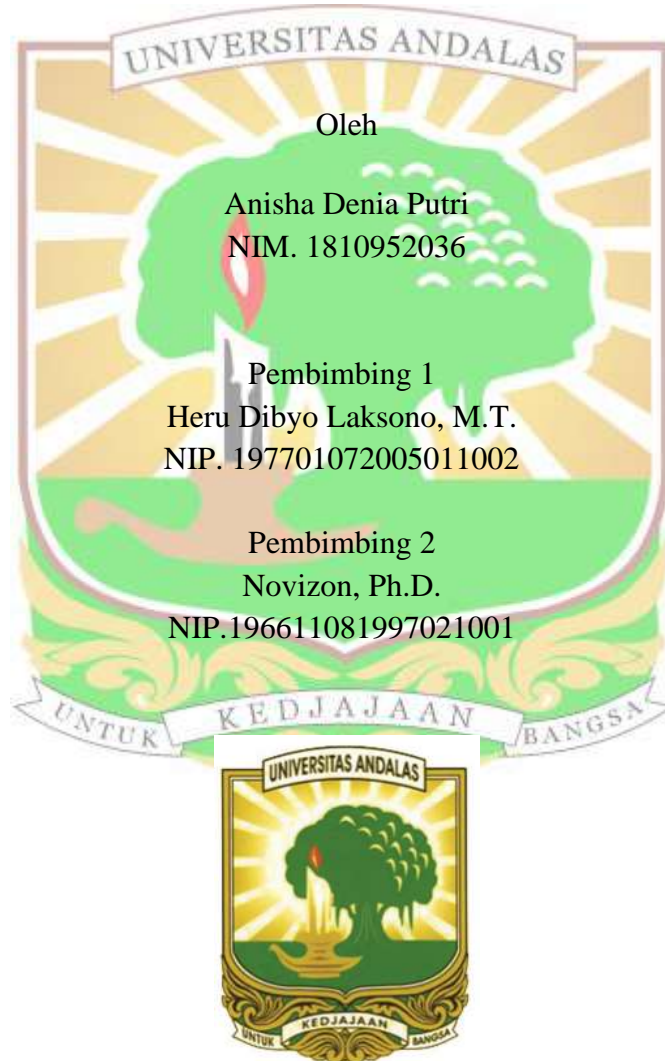 UNIVERSITAS ANDALAS
Oleh
Anisha Denia Putri
NIM. 1810952036
Pembimbing 1
Heru Dibyo Laksono, M.T.
NIP. 197701072005011002
Pembimbing 2
Novizon, Ph.D.
NIP.196611081997021001
UNTUK KEDJAJAAN BANGSA
UNIVERSITAS ANDALAS
UNTUK KEDJAJAAN BANGSA